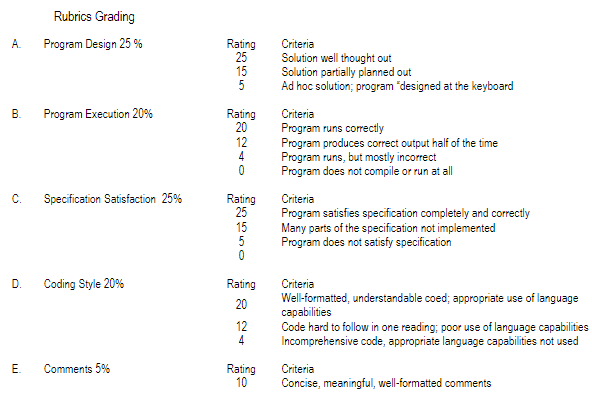 Rubrics Grading
A. Program Design 25 % Rating Criteria
25 Solution well thought out
15 Solution partially planned out
5 Ad hoc solution; program "designed at the keyboard
B. Program Execution 20% Rating Criteria
20 Program runs correctly
12 Program produces correct output half of the time
4 Program runs, but mostly incorrect
0 Program does not compile or run at all
C. Specification Satisfaction 25% Rating Criteria
25 Program satisfies specification completely and correctly
15 Many parts of the specification not implemented
5 Program does not satisfy specification
0
D. Coding Style 20% Rating Criteria
20 Well-formatted, understandable coed; appropriate use of language
capabilities
12 Code hard to follow in one reading; poor use of language capabilities
4 Incomprehensive code, appropriate language capabilities not used
E. Comments 5% Rating Criteria
10 Concise, meaningful, well-formatted comments